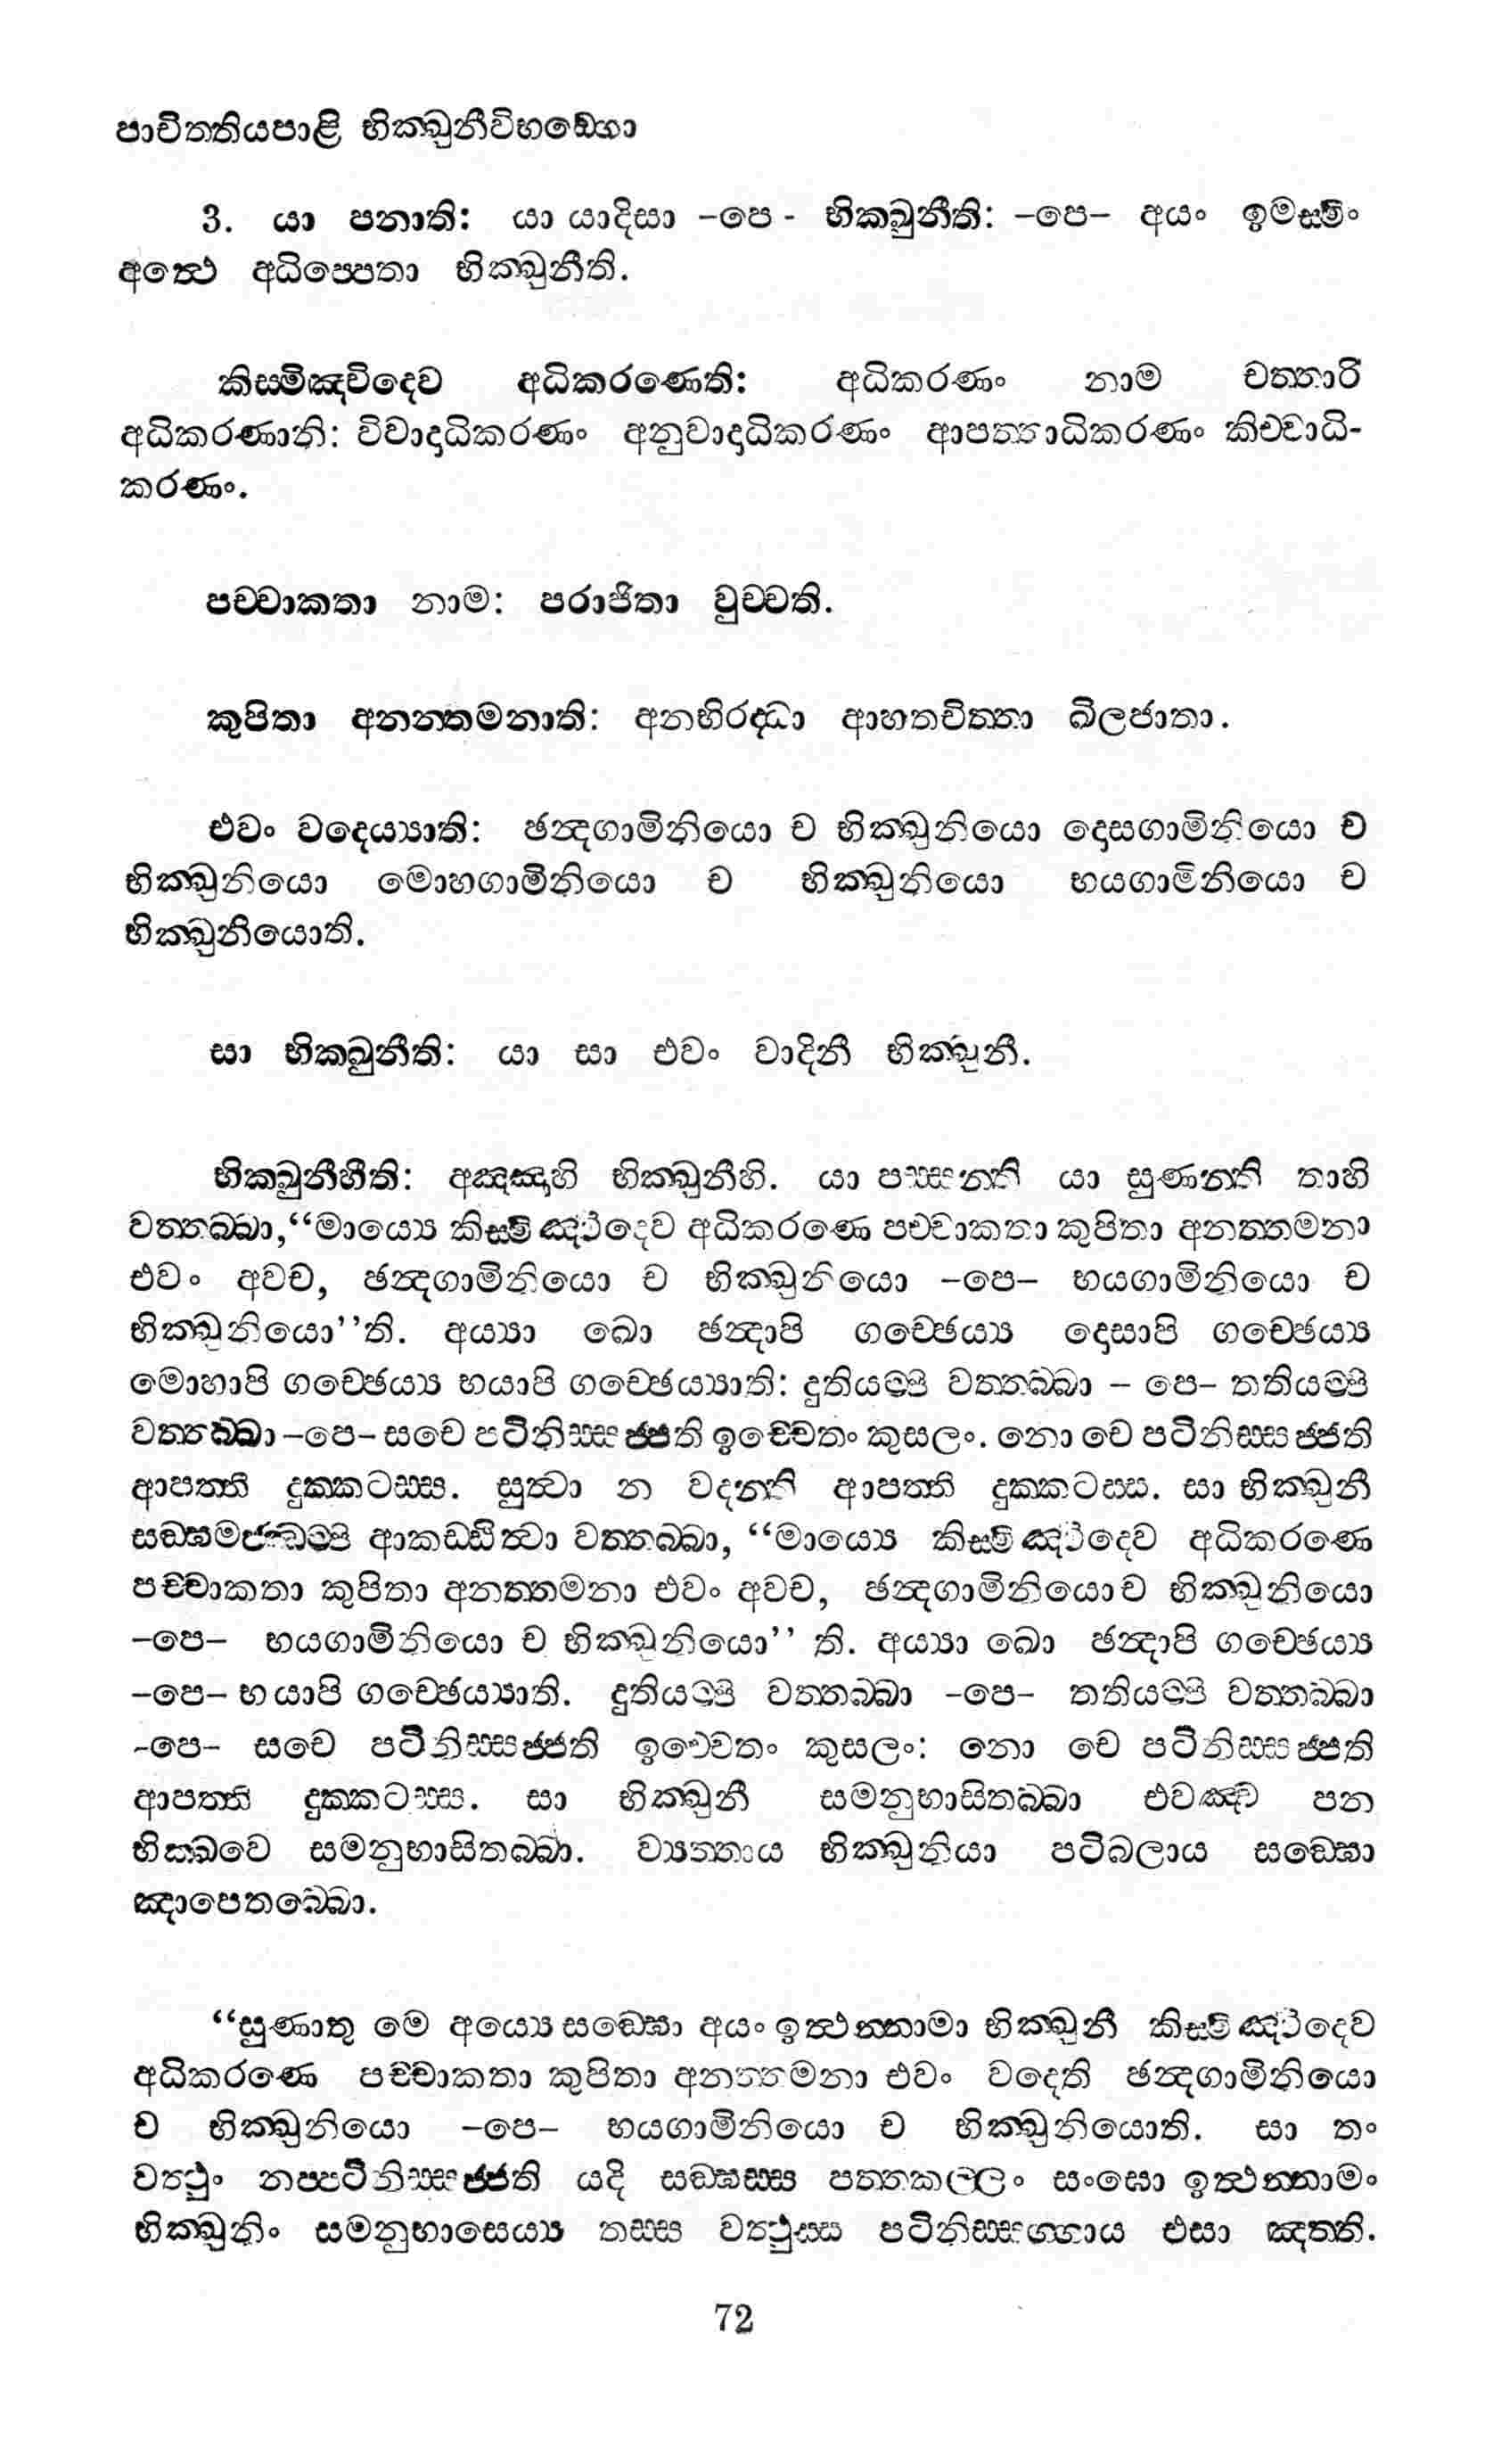 පාචිත්තියපාළි භික්ඛුනීවිභඞ්ගො
3. යා පනාති: යා යාදිසා -පෙ - භික්ඛුනීති: -පෙ- අයං ඉමස්මිං
අත්ථෙ අධිප්පෙතා භික්ඛුනීති.
කිස්මිඤ්චිදෙව අධිකරණෙති: අධිකරණං නාම චත්තාරි
අධිකරණානි: විවාදාධිකරණං අනුවාදාධිකරණං ආපත්තාධිකරණං කිච්චාධි-
කරණං.
පච්චාකතා නාම: පරාජිතා වුච්චති.
කුපිතා අනත්තමනාති: අනභිරද්ධා ආහතචිත්තා ඛිලජාතා.
එවං වදෙය්‍යාති: ඡන්දගාමිනියො ච භික්ඛුනියො දොසගාමිනියො ච
භික්ඛුනියො මොහගාමිනියො ච භික්ඛුනියො භයගාමිනියො ච
භික්ඛුනියොති.
සා භික්ඛුනීති: යා සා එවං වාදිනී භික්ඛුනී.
භික්ඛුනීහීති: අඤ්ඤාහි භික්ඛුනීහි. යා පස්සන්ති යා සුණන්ති තාහි
වත්තබ්බා,“මාය්‍යෙ කිස්මිඤ්චිදෙව අධිකරණෙ පච්චාකතා කුපිතා අනත්තමනා
එවං අවච, ඡන්දගාමිනියො ච භික්ඛුනියො -පෙ- භයගාමිනියො ච
භික්ඛුනියො’’ති. අය්‍යා ඛො ඡන්දාපි ගච්ඡෙය්‍ය දොසාපි ගච්ඡෙය්‍ය
මොහාපි ගච්ඡෙය්‍ය භයාපි ගච්ඡෙය්‍යාති: දුතියම්පි වත්තබ්බා - පෙ- තතියම්පි
වත්තබ්බා -පෙ- සචෙ පටිනිස්සජ්ජති ඉච්චෙතං කුසලං. නො චෙ පටිනිස්සජ්ජති
ආපත්ති දුක්කටස්ස. සුත්වා න වදන්ති ආපත්ති දුක්කටස්ස. සා භික්ඛුනී
සඞ්ඝමජ්ඣම්පි ආකඩ්ඪිත්වා වත්තබ්බා, “මාය්‍යෙ කිස්මිඤ්චිදෙව අධිකරණෙ
පච්චාකතා කුපිතා අනත්තමනා එවං අවච, ඡන්දගාමිනියොච භික්ඛුනියො
-පෙ- භයගාමිනියො ච භික්ඛුනියො’’ ති. අය්‍යා ඛො ඡන්දාපි ගච්ඡෙය්‍ය
-පෙ- භයාපි ගච්ඡෙය්‍යාති. දුතියම්පි වත්තබ්බා -පෙ- තතියම්පි වත්තබ්බා
-පෙ- සචෙ පටිනිස්සජ්ජති ඉච්චෙතං කුසලං: නො චෙ පටිනිස්සජ්ජති
ආපත්ති දුක්කටස්ස. සා භික්ඛුනී සමනුභාසිතබ්බා එවඤ්ච පන
භික්ඛවෙ සමනුභාසිතබ්බා. ව්‍යත්තාය භික්ඛුනියා පටිබලාය සඞ්ඝො
ඤාපෙතබ්බො.
“සුණාතු මෙ අය්‍යෙ සඞ්ඝො අයං ඉත්ථන්නාමා භික්ඛුනී කිස්මිඤ්චිදෙව
අධිකරණෙ පච්චාකතා කුපිතා අනත්තමනා එවං වදෙති ඡන්දගාමිනියො
ච භික්ඛුනියො -පෙ- භයගාමිනියො ච භික්ඛුනියොති. සා තං
වත්ථුං නප්පටිනිස්සජ්ජති යදි සඞ්ඝස්ස පත්තකල්ලං සංඝො ඉත්ථන්නාමං
භික්ඛුනිං සමනුභාසෙය්‍ය තස්ස වත්ථුස්ස පටිනිස්සග්ගාය එසා ඤත්ති.
72